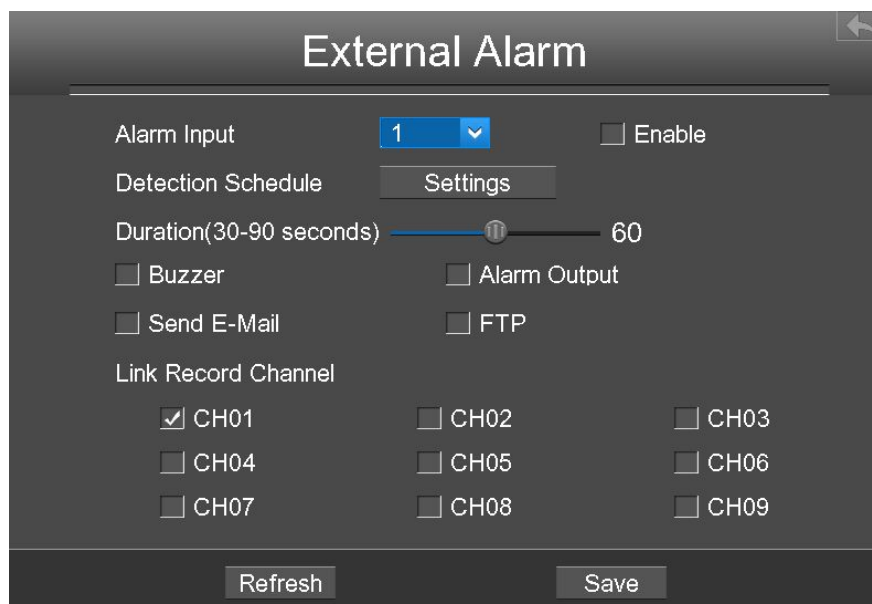 External Alarm
Alarm Input 1 Enable
Detection Schedule Settings
Duration(30-90 seconds) 60
Buzzer Alarm Output
Send E-Mail FTP
Link Record Channel
CH01 CH02 CH03
CH04 CH05 CH06
CH07 CH08 CH09
Refresh Save